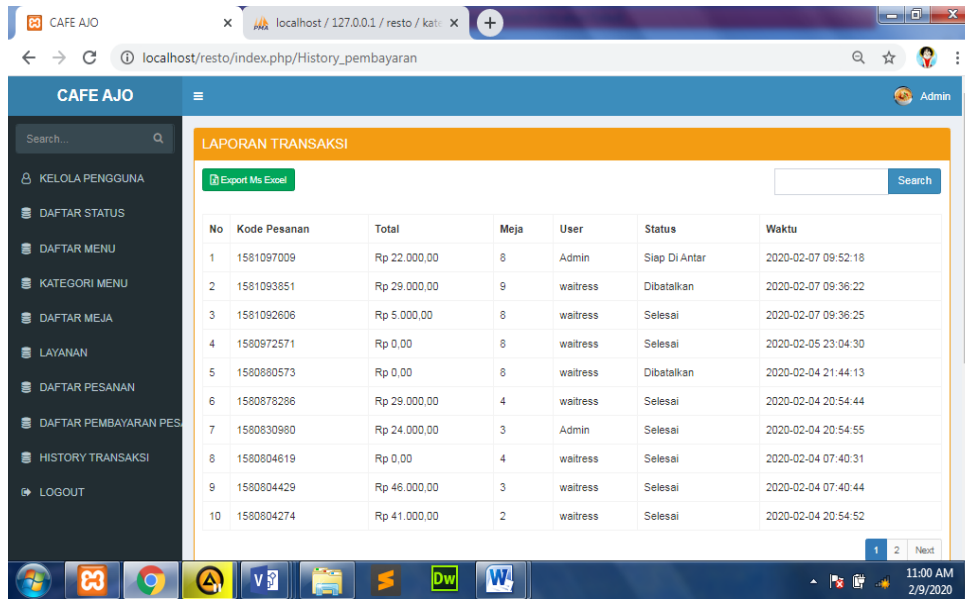 CAFE AJO
localhost / 127.0.0.1 / resto / kate
localhost/resto/index.php/History_pembayaran
CAFE AJO
Admin
Search...
KELOLA PENGGUNA
DAFTAR STATUS
DAFTAR MENU
KATEGORI MENU
DAFTAR MEJA
LAYANAN
DAFTAR PESANAN
DAFTAR PEMBAYARAN PES
HISTORY TRANSAKSI
LOGOUT
LAPORAN TRANSAKSI
Export Ms Excel
Search
No Kode Pesanan Total Meja User Status Waktu
1 1581097009 Rp 22.000,00 8 Admin Siap Di Antar 2020-02-07 09:52:18
2 1581093851 Rp 29.000,00 9 waitress Dibatalkan 2020-02-07 09:36:22
3 1581092606 Rp 5.000,00 8 waitress Selesai 2020-02-07 09:36:25
4 1580972571 Rp 0,00 8 waitress Selesai 2020-02-05 23:04:30
5 1580880573 Rp 0,00 8 waitress Dibatalkan 2020-02-04 21:44:13
6 1580878286 Rp 29.000,00 4 waitress Selesai 2020-02-04 20:54:44
7 1580830980 Rp 24.000,00 3 Admin Selesai 2020-02-04 20:54:55
8 1580804619 Rp 0,00 4 waitress Selesai 2020-02-04 07:40:31
9 1580804429 Rp 46.000,00 3 waitress Selesai 2020-02-04 07:40:44
10 1580804274 Rp 41.000,00 2 waitress Selesai 2020-02-04 20:54:52
1 2 Next
Dw
W
11:00 AM
2/9/2020